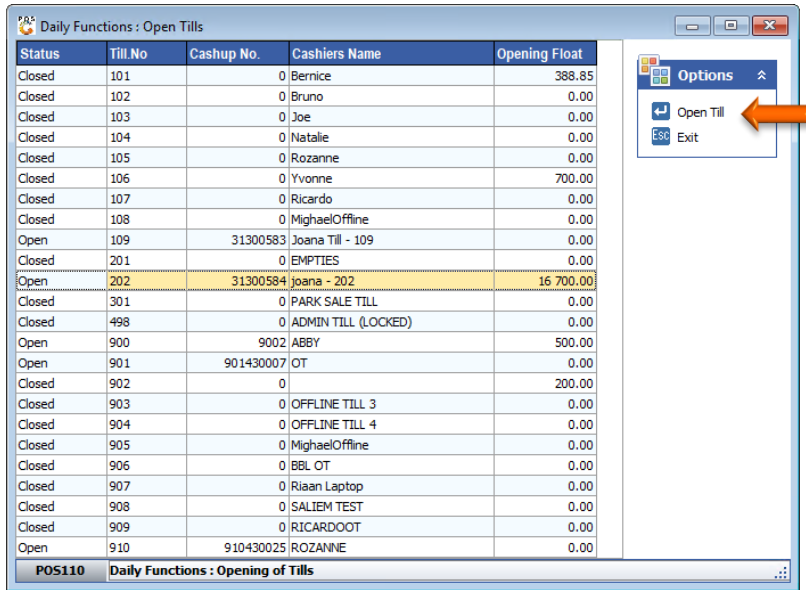 Daily Functions : Open Tills
Status Till.No Cashup No. Cashiers Name Opening Float
Closed 101 0 Bernice 388.85
Closed 102 0 Bruno 0.00
Closed 103 0 Joe 0.00
Closed 104 0 Natalie 0.00
Closed 105 0 Rozanne 0.00
Closed 106 0 Yvonne 700.00
Closed 107 0 Ricardo 0.00
Closed 108 0 MighaelOffline 0.00
Open 109 31300583 Joana Till - 109 0.00
Closed 201 0 EMPTIES 0.00
Open 202 31300584 joana - 202 16 700.00
Closed 301 0 PARK SALE TILL 0.00
Closed 498 0 ADMIN TILL (LOCKED) 0.00
Open 900 9002 ABBY 500.00
Open 901 901430007 OT 0.00
Closed 902 0 200.00
Closed 903 0 OFFLINE TILL 3 0.00
Closed 904 0 OFFLINE TILL 4 0.00
Closed 905 0 MighaelOffline 0.00
Closed 906 0 BBL OT 0.00
Closed 907 0 Riaan Laptop 0.00
Closed 908 0 SALIEM TEST 0.00
Closed 909 0 RICARDOOT 0.00
Open 910 910430025 ROZANNE 0.00
Options
Open Till
Esc Exit
POS110 Daily Functions : Opening of Tills